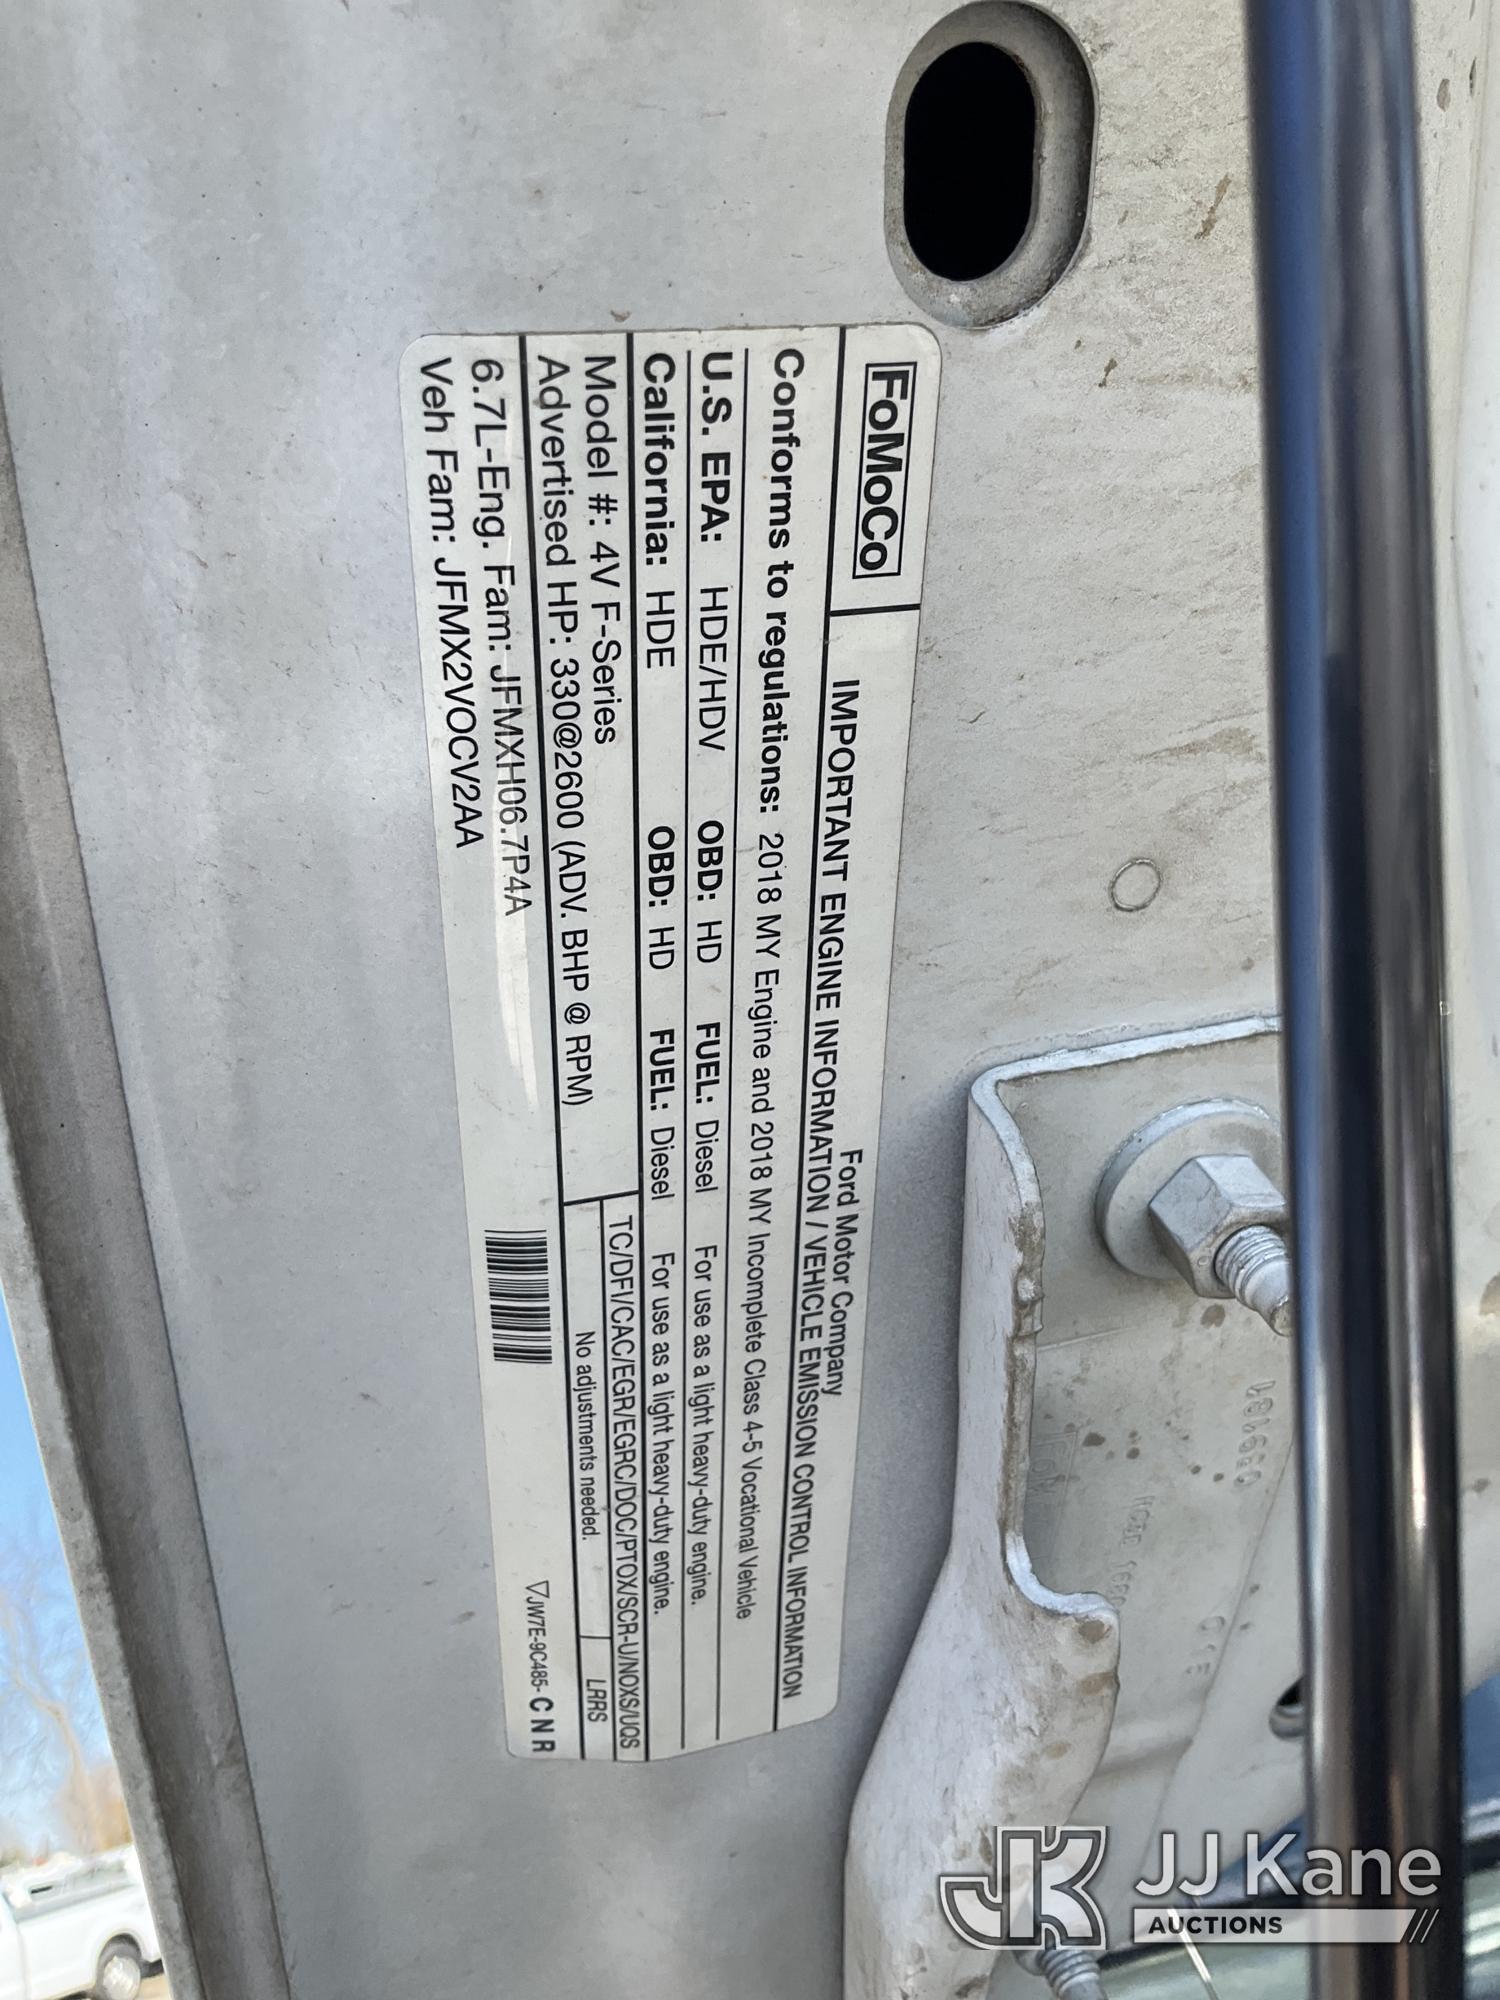 FoMoCo
Ford Motor Company
IMPORTANT ENGINE INFORMATION / VEHICLE EMISSION CONTROL INFORMATION
Conforms to regulations: 2018 MY Engine and 2018 MY Incomplete Class 4-5 Vocational Vehicle
U.S. EPA: HDE/HDV OBD: HD FUEL: Diesel For use as a light heavy-duty engine.
California: HDE OBD: HD FUEL: Diesel For use as a light heavy-duty engine.
Model #: 4V F-Series
TC/DFI/CAC/EGR/EGRC/DOC/PTOX/SCR-U/NOXS/UQS
Advertised HP: 330@2600 (ADV. BHP @ RPM)
No adjustments needed. LRRS
6.7L-Eng. Fam: JFMXH06.7P4A
Veh Fam: JFMX2VOCV2AA
JW7E-9C485- C N R
JK JJ Kane
AUCTIONS